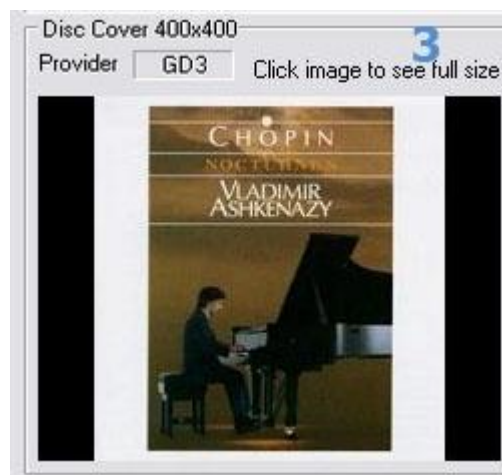 Disc Cover 400x400
3
Provider GD3 Click image to see full size
CHOPIN
NOCTURNES
VLADIMIR
ASHKENAZY